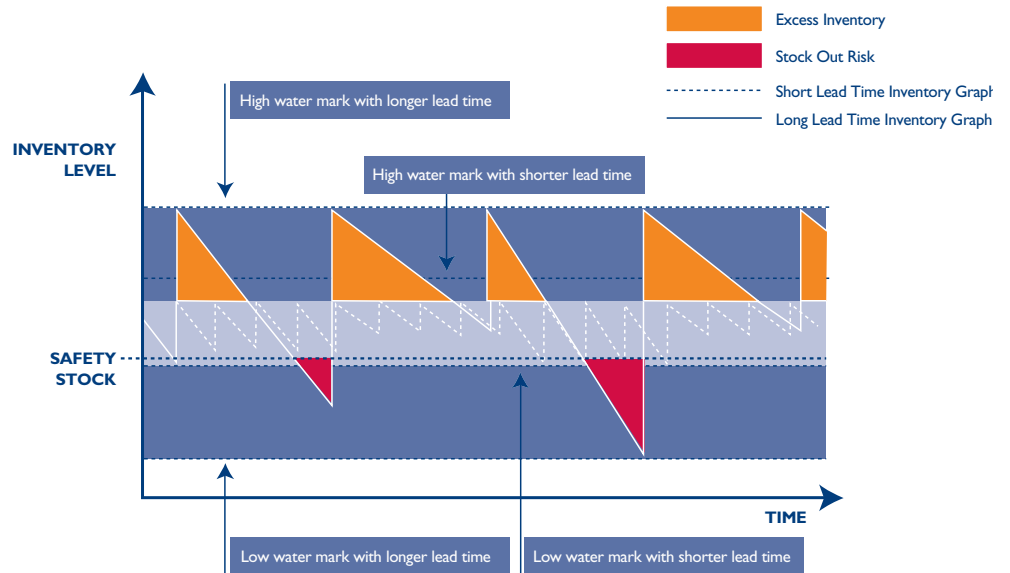 Excess Inventory
Stock Out Risk
Short Lead Time Inventory Graph
Long Lead Time Inventory Graph
High water mark with longer lead time
INVENTORY
LEVEL
High water mark with shorter lead time
SAFETY
STOCK
TIME
Low water mark with longer lead time
Low water mark with shorter lead time